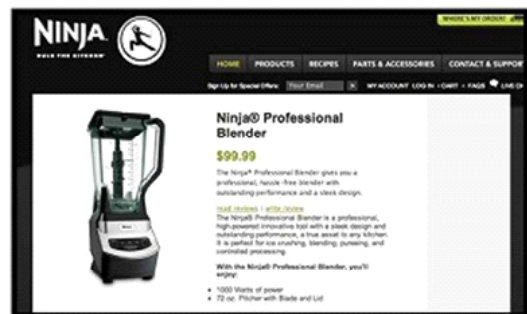 WHERE'S MY ORDER?
NINJA
RULE THE KITCHEN
HOME PRODUCTS RECIPES PARTS & ACCESSORIES CONTACT & SUPPOR
Sign Up for Special Offers: Your Email MY ACCOUNT LOG IN CART FAQS LIVE CH
Ninja® Professional
Blender
$99.99
The Ninja® Professional Blender gives you a
professional, hassle-free blender with
outstanding performance and a sleek design.
read reviews | write review
The Ninja® Professional Blender is a professional,
high-powered innovative tool with a sleek design and
outstanding performance, a true asset to any kitchen.
It is perfect for ice crushing, blending, pureeing, and
controlled processing.
With the Ninja® Professional Blender, you'll
enjoy:
• 1000 Watts of power
• 72 oz. Pitcher with Blade and Lid